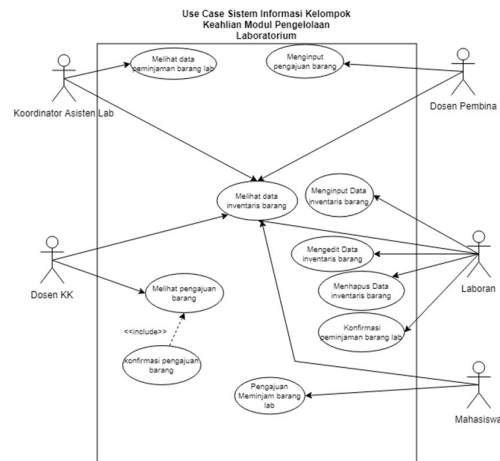 Use Case Sistem Informasi Kelompok
Keahlian Modul Pengelolaan
Laboratorium
Melihat data
peminjaman barang lab
Menginput
pengjuan barang
Koordinator Asisten Lab
Dosen Pembina
Melihat data
inventaris barang
Menginput Data
inventaris barang
Mengedit Data
inventaris barang
Menhapus Data
inventaris barang
Konfirmasi
peminjaman barang lab
Laboran
Dosen KK
Melihat pengajuan
barang
<<include>>
Konfirmasi pengajuan
barang
Pengajuan
Meminjam barang
lab
Mahasiswa